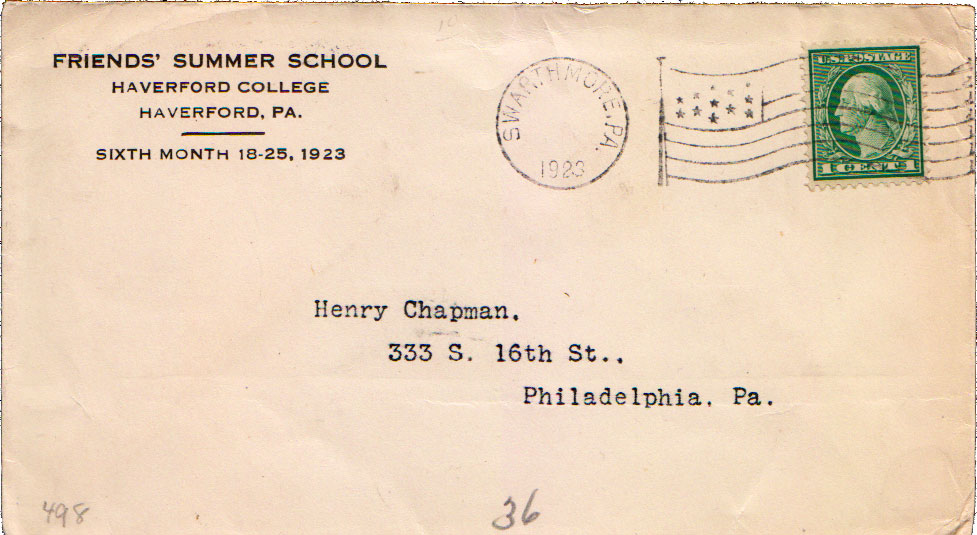 FRIENDS' SUMMER SCHOOL
HAVERFORD COLLEGE
HAVERFORD, PA.
SIXTH MONTH 18-25, 1923
SWARTHMORE, PA.
1923
U.S. POSTAGE
1 CENT 1
Henry Chapman.
333 S. 16th St..
Philadelphia. Pa.
498
36